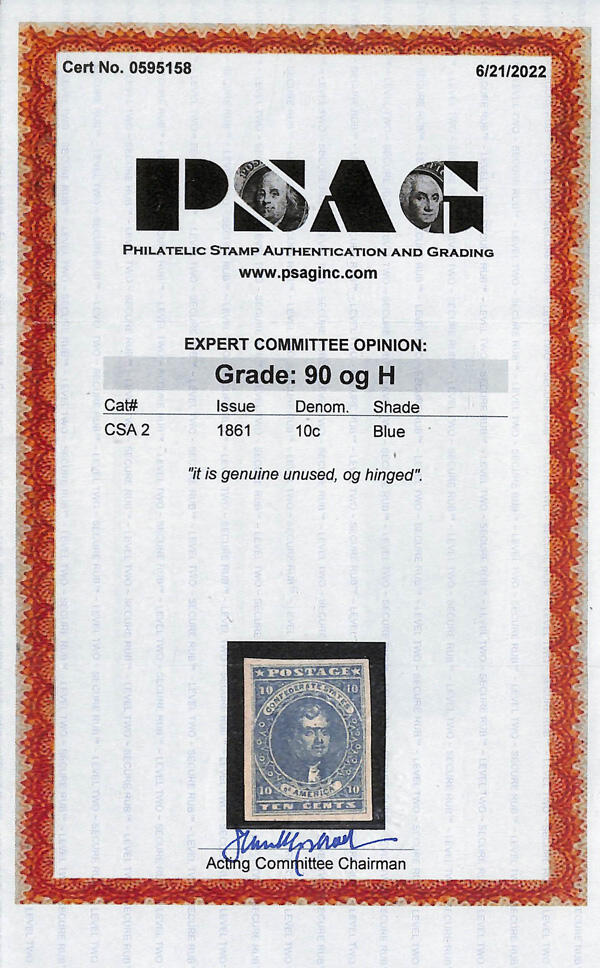 Cert No. 0595158
6/21/2022
PSAG
PHILATELIC STAMP AUTHENTICATION AND GRADING
www.psaginc.com
EXPERT COMMITTEE OPINION:
Grade: 90 og H
Cat# Issue Denom. Shade
CSA 2 1861 10c Blue
"it is genuine unused, og hinged".
POSTAGE
10 10
CONFEDERATE STATES
OF AMERICA
10 10
TEN CENTS
Acting Committee Chairman